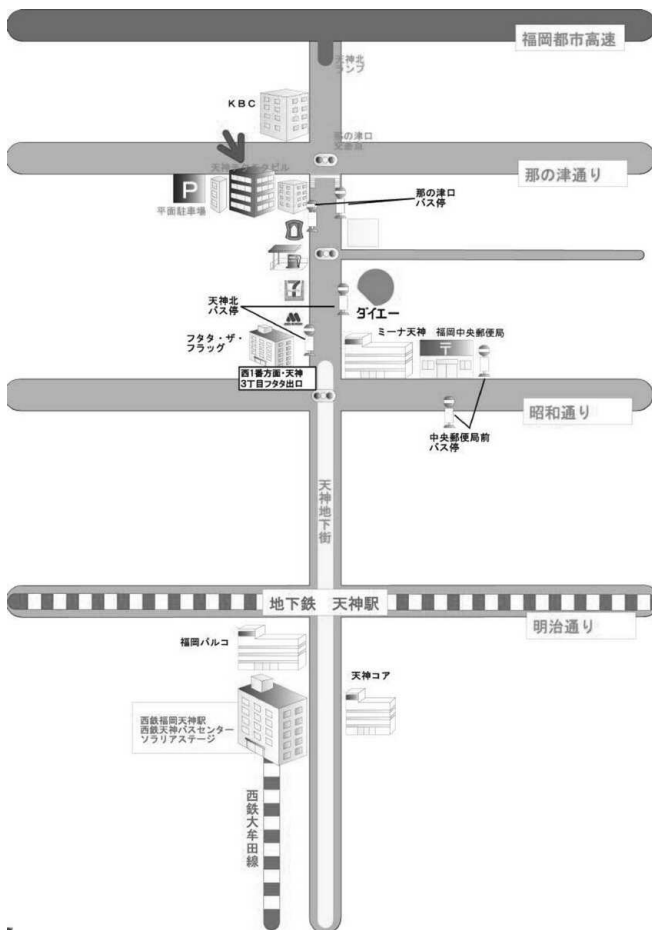 福岡都市高速
天神北
ランプ
KBC
那の津口
交差点
那の津通り
P
平面駐車場
那の津口
バス停
7
天神北
バス停
ダイエー
フタタ・ザ・
フラッグ
ミーナ天神
福岡中央郵便局
西1番方面・天神
3丁目フタタ出口
昭和通り
中央郵便局前
バス停
天神地下街
地下鉄 天神駅
明治通り
福岡パルコ
天神コア
西鉄福岡天神駅
西鉄天神バスセンター
ソラリアステージ
西鉄大牟田線